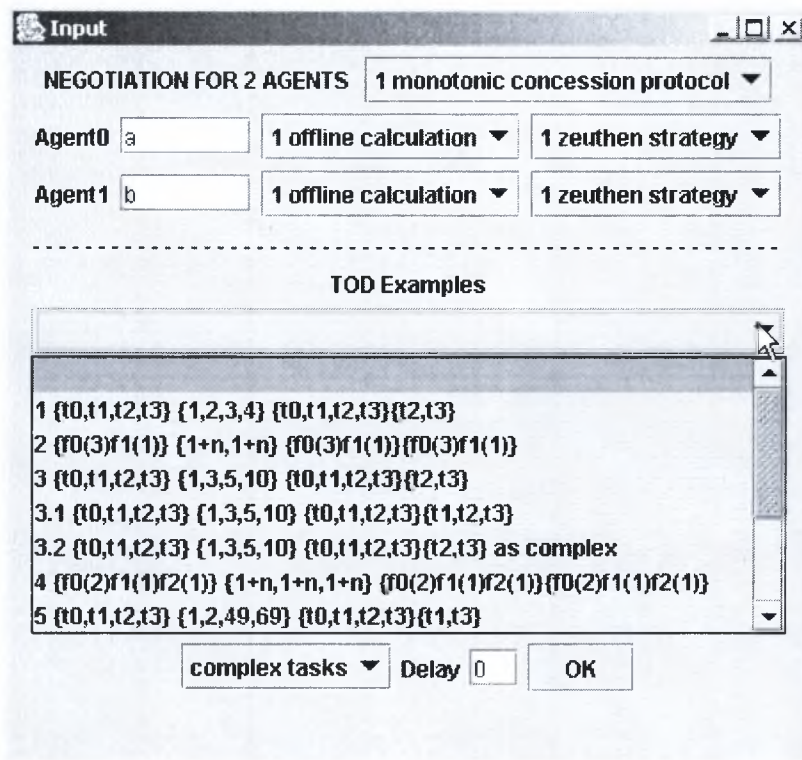 Input
NEGOTIATION FOR 2 AGENTS 1 monotonic concession protocol
Agent0 a 1 offline calculation 1 zeuthen strategy
Agent1 b 1 offline calculation 1 zeuthen strategy
TOD Examples
1 {t0,t1,t2,t3} {1,2,3,4} {t0,t1,t2,t3}{t2,t3}
2 {f0(3)f1(1)} {1+n,1+n} {f0(3)f1(1)}{f0(3)f1(1)}
3 {t0,t1,t2,t3} {1,3,5,10} {t0,t1,t2,t3}{t2,t3}
3.1 {t0,t1,t2,t3} {1,3,5,10} {t0,t1,t2,t3}{t1,t2,t3}
3.2 {t0,t1,t2,t3} {1,3,5,10} {t0,t1,t2,t3}{t2,t3} as complex
4 {f0(2)f1(1)f2(1)} {1+n,1+n,1+n} {f0(2)f1(1)f2(1)}{f0(2)f1(1)f2(1)}
5 {t0,t1,t2,t3} {1,2,49,69} {t0,t1,t2,t3}{t1,t3}
complex tasks Delay 0 OK